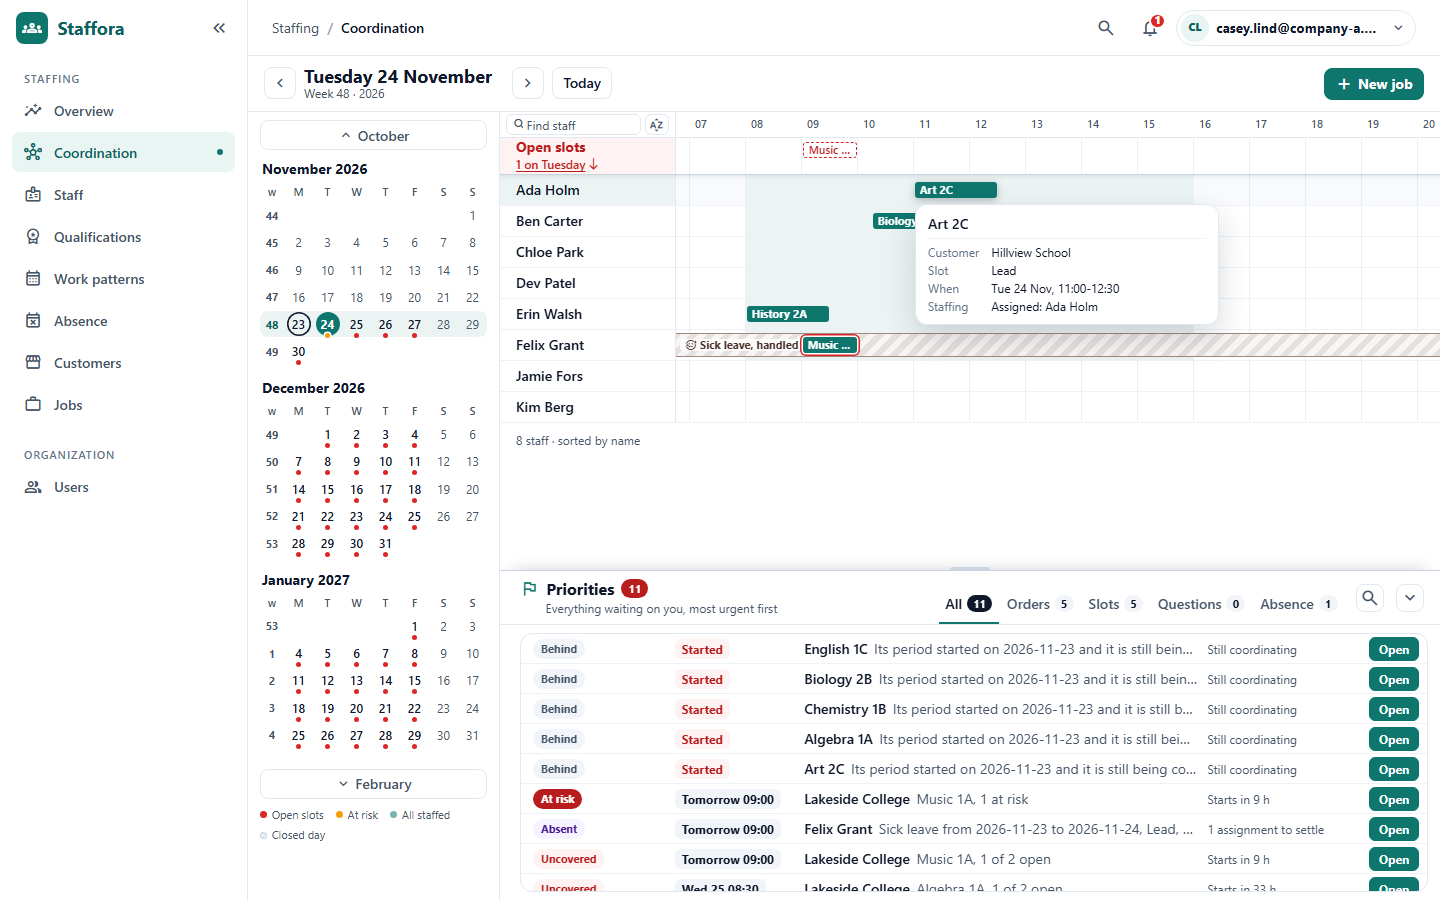 Staffora
STAFFING
Overview
Coordination
Staff
Qualifications
Work patterns
Absence
Customers
Jobs
ORGANIZATION
Users
Staffing / Coordination
1
CL casey.lind@company-a....
Tuesday 24 November
Week 48 · 2026
Today
New job
October
November 2026
w M T W T F S S
44 1
45 2 3 4 5 6 7 8
46 9 10 11 12 13 14 15
47 16 17 18 19 20 21 22
48 23 24 25 26 27 28 29
49 30
December 2026
w M T W T F S S
49 1 2 3 4 5 6
50 7 8 9 10 11 12 13
51 14 15 16 17 18 19 20
52 21 22 23 24 25 26 27
53 28 29 30 31
January 2027
w M T W T F S S
53 1 2 3
1 4 5 6 7 8 9 10
2 11 12 13 14 15 16 17
3 18 19 20 21 22 23 24
4 25 26 27 28 29 30 31
February
Open slots At risk All staffed
Closed day
Find staff
07 08 09 10 11 12 13 14 15 16 17 18 19 20
Open slots
1 on Tuesday
Music ...
Ada Holm
Art 2C
Ben Carter
Biology
Chloe Park
Dev Patel
Erin Walsh
History 2A
Felix Grant
Sick leave, handled
Music ...
Jamie Fors
Kim Berg
8 staff · sorted by name
Art 2C
Customer Hillview School
Slot Lead
When Tue 24 Nov, 11:00-12:30
Staffing Assigned: Ada Holm
Priorities 11
Everything waiting on you, most urgent first
All 11 Orders 5 Slots 5 Questions 0 Absence 1
Behind Started English 1C Its period started on 2026-11-23 and it is still bein... Still coordinating Open
Behind Started Biology 2B Its period started on 2026-11-23 and it is still bein... Still coordinating Open
Behind Started Chemistry 1B Its period started on 2026-11-23 and it is still b... Still coordinating Open
Behind Started Algebra 1A Its period started on 2026-11-23 and it is still bei... Still coordinating Open
Behind Started Art 2C Its period started on 2026-11-23 and it is still being co... Still coordinating Open
At risk Tomorrow 09:00 Lakeside College Music 1A, 1 at risk Starts in 9 h Open
Absent Tomorrow 09:00 Felix Grant Sick leave from 2026-11-23 to 2026-11-24, Lead, ... 1 assignment to settle Open
Uncovered Tomorrow 09:00 Lakeside College Music 1A, 1 of 2 open Starts in 9 h Open
Uncovered Wed 25 08:30 Lakeside College Algebra 1A, 1 of 2 open Starts in 33 h Open